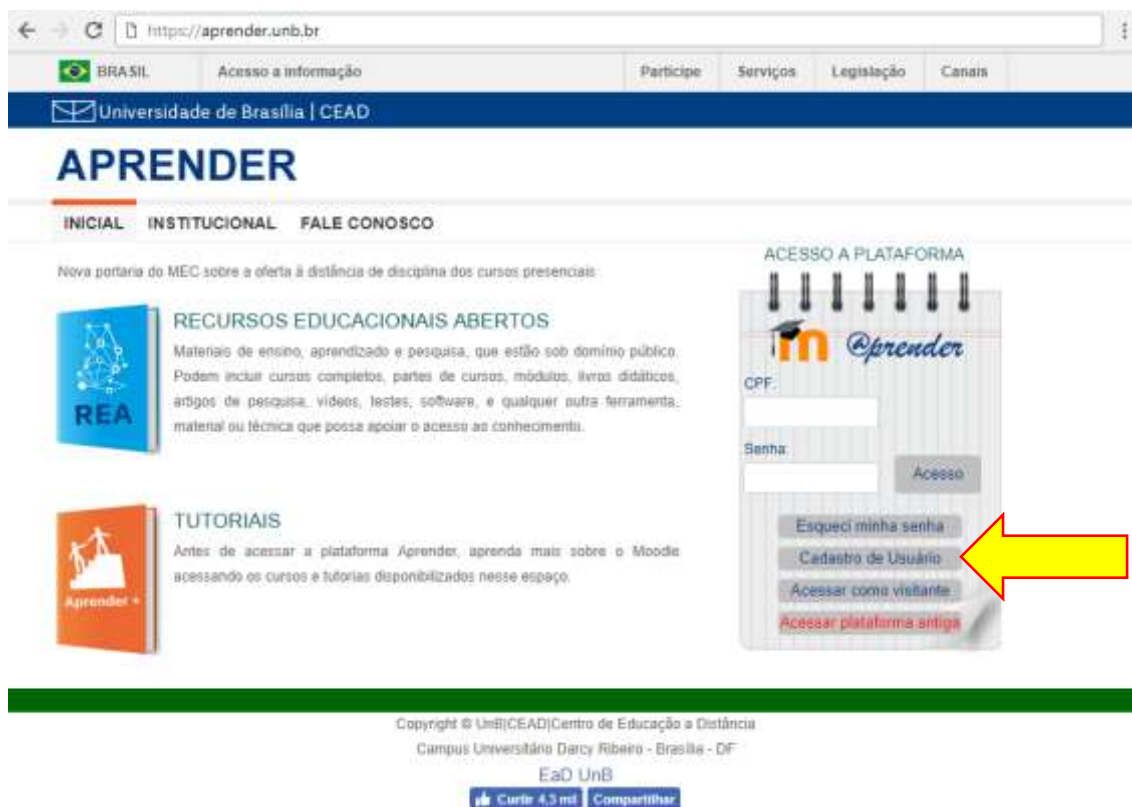 https://aprender.unb.br
BRASIL Acesso a informação Participe Serviços Legislação Canais
Universidade de Brasília | CEAD
APRENDER
INICIAL INSTITUCIONAL FALE CONOSCO
Nova portaria do MEC sobre a oferta à distância de disciplina dos cursos presenciais
RECURSOS EDUCACIONAIS ABERTOS
Materiais de ensino, aprendizado e pesquisa, que estão sob domínio público.
Podem incluir cursos completos, partes de cursos, módulos, livros didáticos,
artigos de pesquisa, vídeos, testes, software, e qualquer outra ferramenta,
material ou técnica que possa apoiar o acesso ao conhecimento.
REA
TUTORIAIS
Antes de acessar a plataforma Aprender, aprenda mais sobre o Moodle
acessando os cursos e tutorias disponibilizados nesse espaço.
Aprender +
ACESSO A PLATAFORMA
m @prender
CPF:
Senha:
Acesso
Esqueci minha senha
Cadastro de Usuário
Acessar como visitante
Acessar plataforma antiga
Copyright © UnB|CEAD|Centro de Educação a Distância
Campus Universitário Darcy Ribeiro - Brasília - DF
EaD UnB
Curtir 4,3 mil Compartilhar